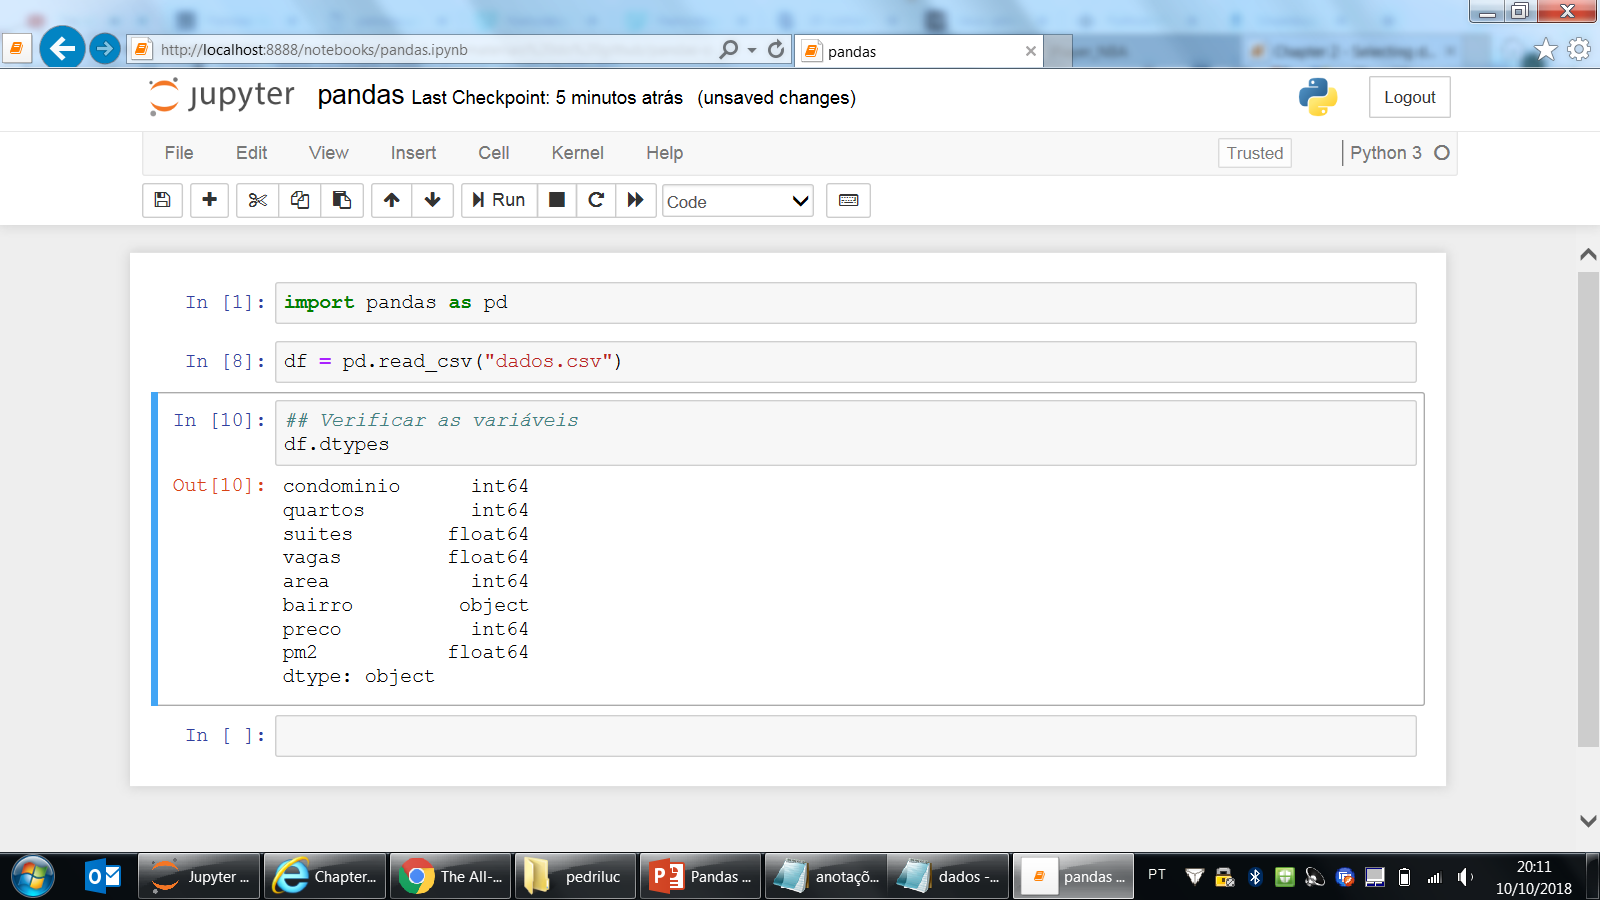 http://localhost:8888/notebooks/pandas.ipynb
pandas
Chapter 2 - Selecting d...
jupyter
pandas Last Checkpoint: 5 minutos atrás (unsaved changes)
Logout
File Edit View Insert Cell Kernel Help
Trusted
Python 3
Run
Code
In [1]: import pandas as pd
In [8]: df = pd.read_csv("dados.csv")
In [10]: ## Verificar as variáveis
df.dtypes
Out[10]: condominio int64
quartos int64
suites float64
vagas float64
area int64
bairro object
preco int64
pm2 float64
dtype: object
In [ ]:
Jupyter ...
Chapter...
The All-...
pedriluc
Pandas ...
anotaçõ...
dados -...
pandas ...
PT
20:11
10/10/2018